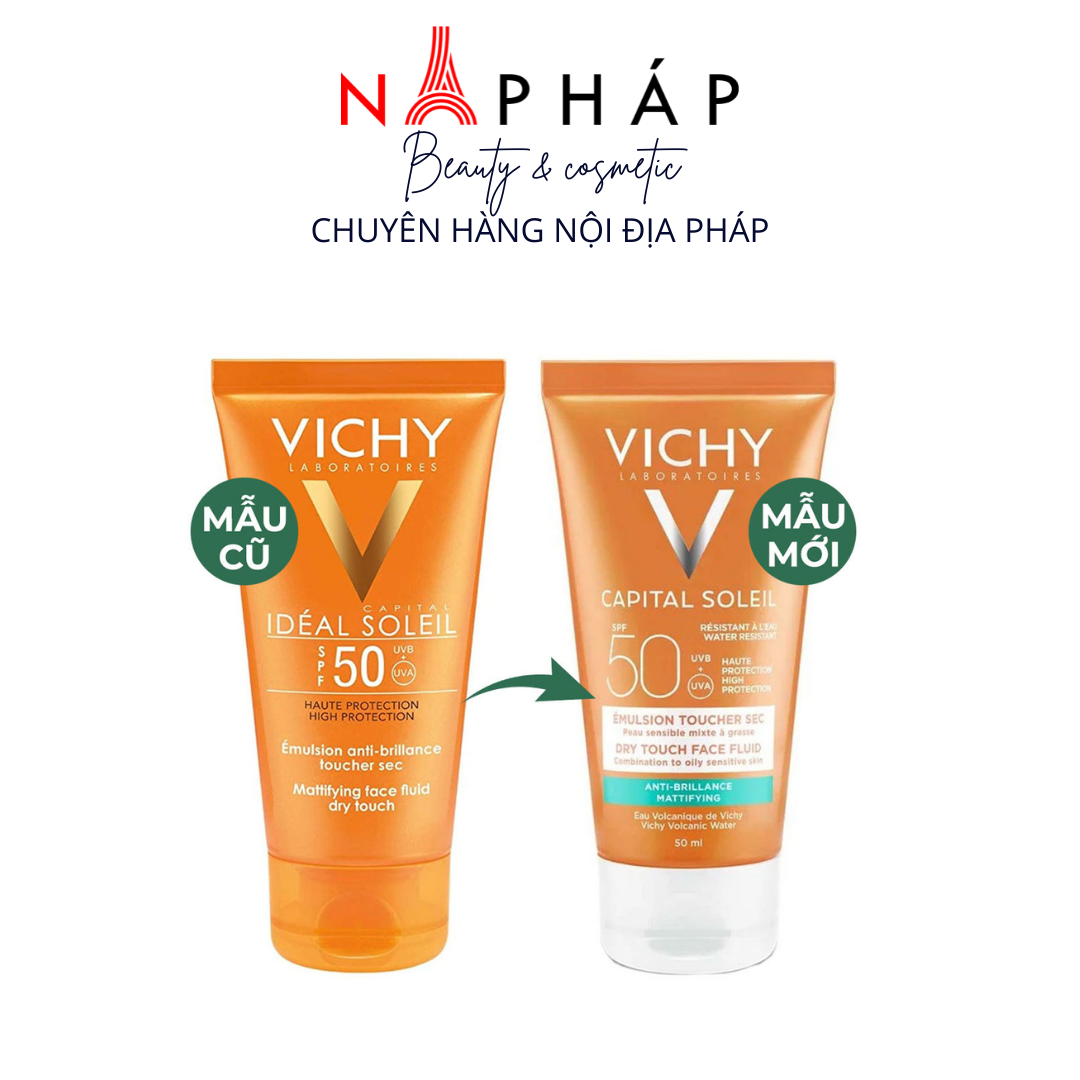 NAPHÁP
Beauty & cosmetic
CHUYÊN HÀNG NỘI ĐỊA PHÁP
VICHY
LABORATOIRES
MẪU
CŨ
CAPITAL
IDÉAL SOLEIL
SPF 50 UVB + UVA
HAUTE PROTECTION
HIGH PROTECTION
Émulsion anti-brillance
toucher sec
Mattifying face fluid
dry touch
VICHY
LABORATOIRES
MẪU
MỚI
CAPITAL SOLEIL
SPF
50
RÉSISTANT À L'EAU
WATER RESISTANT
UVB
+
UVA
HAUTE
PROTECTION
HIGH
PROTECTION
ÉMULSION TOUCHER SEC
Peau sensible mixte à grasse
DRY TOUCH FACE FLUID
Combination to oily sensitive skin
ANTI-BRILLANCE
MATTIFYING
Eau Volcanique de Vichy
Vichy Volcanic Water
50 ml